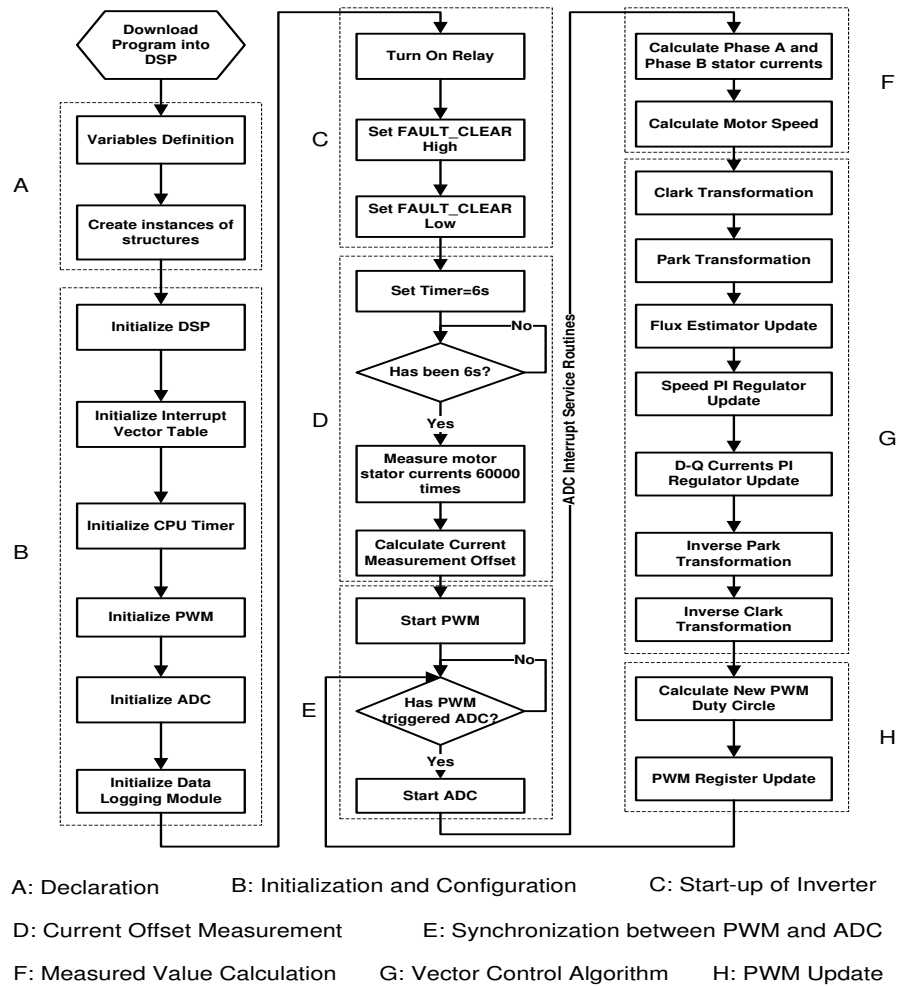 Download
Program into
DSP
Variables Definition
Create instances of
structures
A
Initialize DSP
Initialize Interrupt
Vector Table
Initialize CPU Timer
Initialize PWM
Initialize ADC
Initialize Data
Logging Module
B
Turn On Relay
Set FAULT_CLEAR
High
Set FAULT_CLEAR
Low
C
Set Timer=6s
No
Has been 6s?
Yes
Measure motor
stator currents 60000
times
Calculate Current
Measurement Offset
D
Start PWM
No
Has PWM
triggered ADC?
Yes
Start ADC
E
ADC Interrupt Service Routines
Calculate Phase A and
Phase B stator currents
Calculate Motor Speed
F
Clark Transformation
Park Transformation
Flux Estimator Update
Speed PI Regulator
Update
D-Q Currents PI
Regulator Update
Inverse Park
Transformation
Inverse Clark
Transformation
G
Calculate New PWM
Duty Circle
PWM Register Update
H
A: Declaration B: Initialization and Configuration C: Start-up of Inverter
D: Current Offset Measurement E: Synchronization between PWM and ADC
F: Measured Value Calculation G: Vector Control Algorithm H: PWM Update